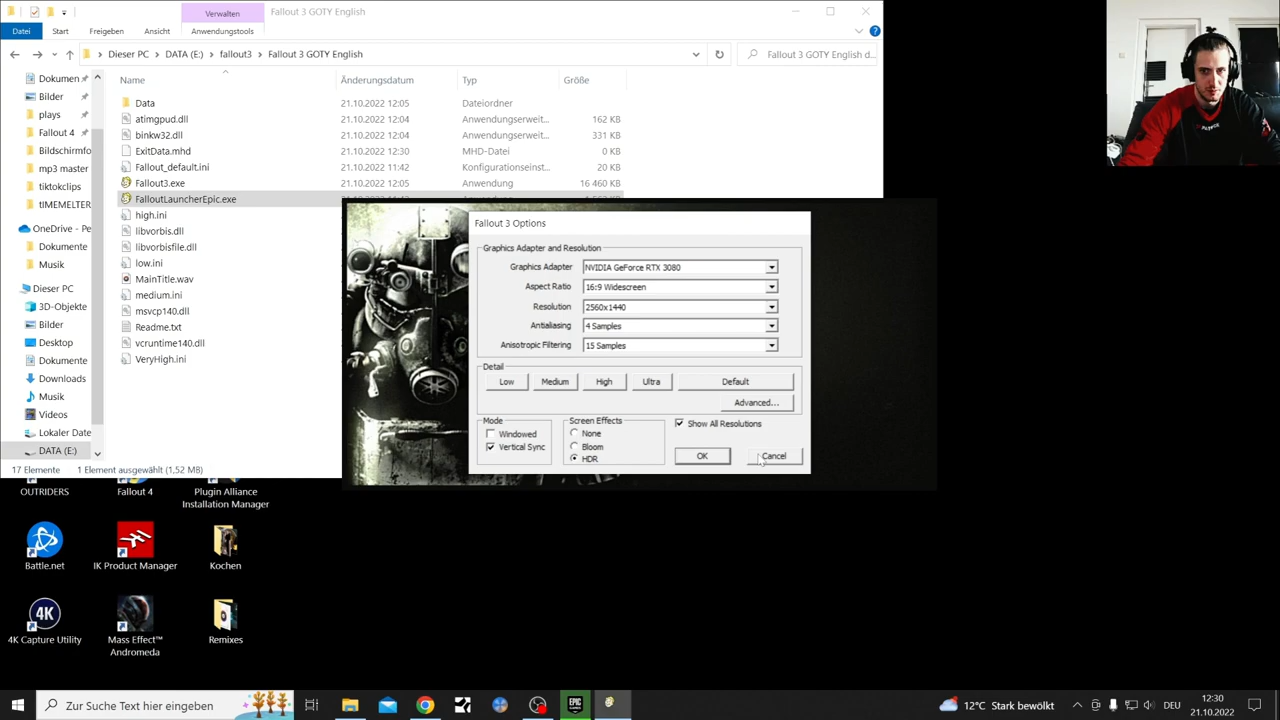 Verwalten
Fallout 3 GOTY English
Datei
Start
Freigeben
Ansicht
Anwendungstools
Dieser PC
DATA (E:)
fallout3
Fallout 3 GOTY English
Fallout 3 GOTY English d...
Name
Änderungsdatum
Typ
Größe
Dokumen
Bilder
plays
Fallout 4
Bildschirmfo
mp3 master
tiktokclips
tIMEMELTER
OneDrive - Pe
Dokumente
Musik
Dieser PC
3D-Objekte
Bilder
Desktop
Dokumente
Downloads
Musik
Videos
Lokaler Date
DATA (E:)
Data 21.10.2022 12:05 Dateiordner
atimgpud.dll 21.10.2022 12:04 Anwendungserweit... 162 KB
binkw32.dll 21.10.2022 12:04 Anwendungserweit... 331 KB
ExitData.mhd 21.10.2022 12:30 MHD-Datei 0 KB
Fallout_default.ini 21.10.2022 11:42 Konfigurationseinst... 20 KB
Fallout3.exe 21.10.2022 12:05 Anwendung 16 460 KB
FalloutLauncherEpic.exe
high.ini
libvorbis.dll
libvorbisfile.dll
low.ini
MainTitle.wav
medium.ini
msvcp140.dll
Readme.txt
vcruntime140.dll
VeryHigh.ini
17 Elemente
1 Element ausgewählt (1,52 MB)
Fallout 3 Options
Graphics Adapter and Resolution
Graphics Adapter NVIDIA GeForce RTX 3080
Aspect Ratio 16:9 Widescreen
Resolution 2560x1440
Antialiasing 4 Samples
Anisotropic Filtering 15 Samples
Detail
Low
Medium
High
Ultra
Default
Advanced...
Mode
Windowed
Vertical Sync
Screen Effects
None
Bloom
HDR
Show All Resolutions
OK
Cancel
OUTRIDERS
Fallout 4
Plugin Alliance
Installation Manager
Battle.net
IK Product Manager
Kochen
4K
4K Capture Utility
Mass Effect™
Andromeda
Remixes
Zur Suche Text hier eingeben
EPIC
GAMES
12°C Stark bewölkt
DEU
12:30
21.10.2022